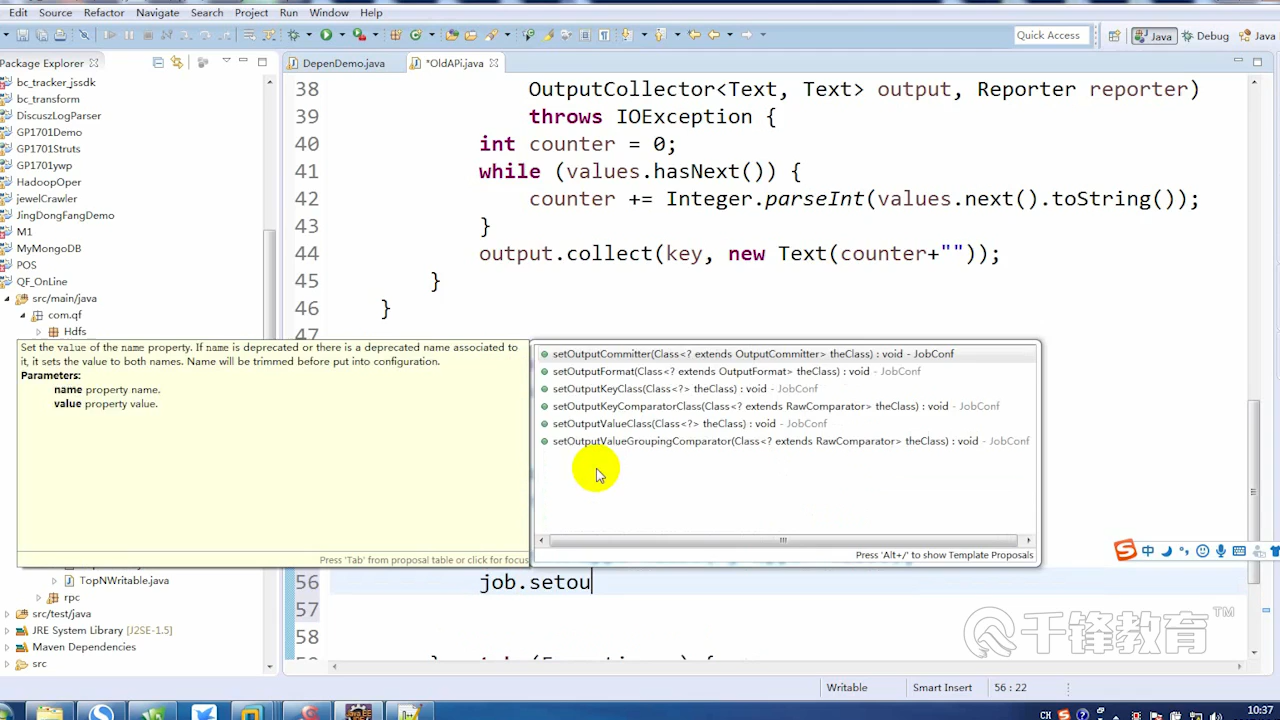 Edit Source Refactor Navigate Search Project Run Window Help
Quick Access
Java
Debug
Java
Package Explorer
DepenDemo.java
*OldAPi.java
bc_tracker_jssdk
bc_transform
DiscuszLogParser
GP1701Demo
GP1701Struts
GP1701ywp
HadoopOper
jewelCrawler
JingDongFangDemo
M1
MyMongoDB
POS
QF_OnLine
src/main/java
com.qf
Hdfs
38 OutputCollector<Text, Text> output, Reporter reporter)
39 throws IOException {
40 int counter = 0;
41 while (values.hasNext()) {
42 counter += Integer.parseInt(values.next().toString());
43 }
44 output.collect(key, new Text(counter+""));
45 }
46 }
47
Set the value of the name property. If name is deprecated or there is a deprecated name associated to
it, it sets the value to both names. Name will be trimmed before put into configuration.
Parameters:
name property name.
value property value.
Press 'Tab' from proposal table or click for focus
setOutputCommitter(Class<? extends OutputCommitter> theClass) : void - JobConf
setOutputFormat(Class<? extends OutputFormat> theClass) : void - JobConf
setOutputKeyClass(Class<?> theClass) : void - JobConf
setOutputKeyComparatorClass(Class<? extends RawComparator> theClass) : void - JobConf
setOutputValueClass(Class<?> theClass) : void - JobConf
setOutputValueGroupingComparator(Class<? extends RawComparator> theClass) : void - JobConf
Press 'Alt+/' to show Template Proposals
中
TopNWritable.java
rpc
src/test/java
JRE System Library [J2SE-1.5]
Maven Dependencies
src
56 job.setou
57
58
千锋教育™
Writable
Smart Insert
56 : 22
CH
10:37